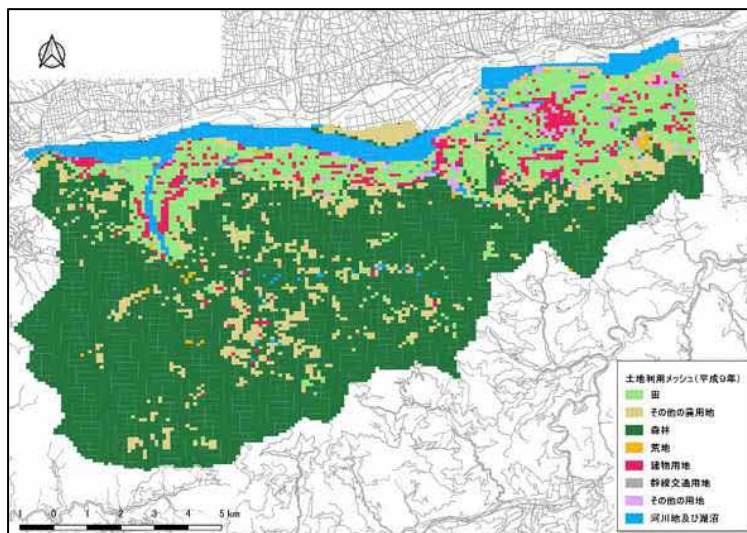 土地利用メッシュ(平成9年)
田
その他の農用地
森林
荒地
建物用地
幹線交通用地
その他の用地
河川地及び湖沼
1 0 1 2 3 4 5 km